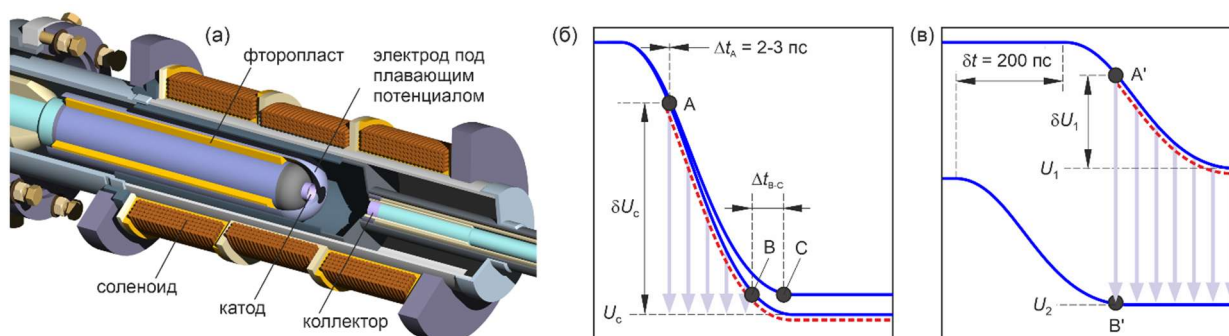 (а)
фторопласт
электрод под
плавающим
потенциалом
соленоид
катод
коллектор
(б)
Δt_A = 2-3 пс
A
δU_c
Δt_B-C
B
C
U_c
(в)
δt = 200 пс
A'
δU_1
U_1
U_2
B'